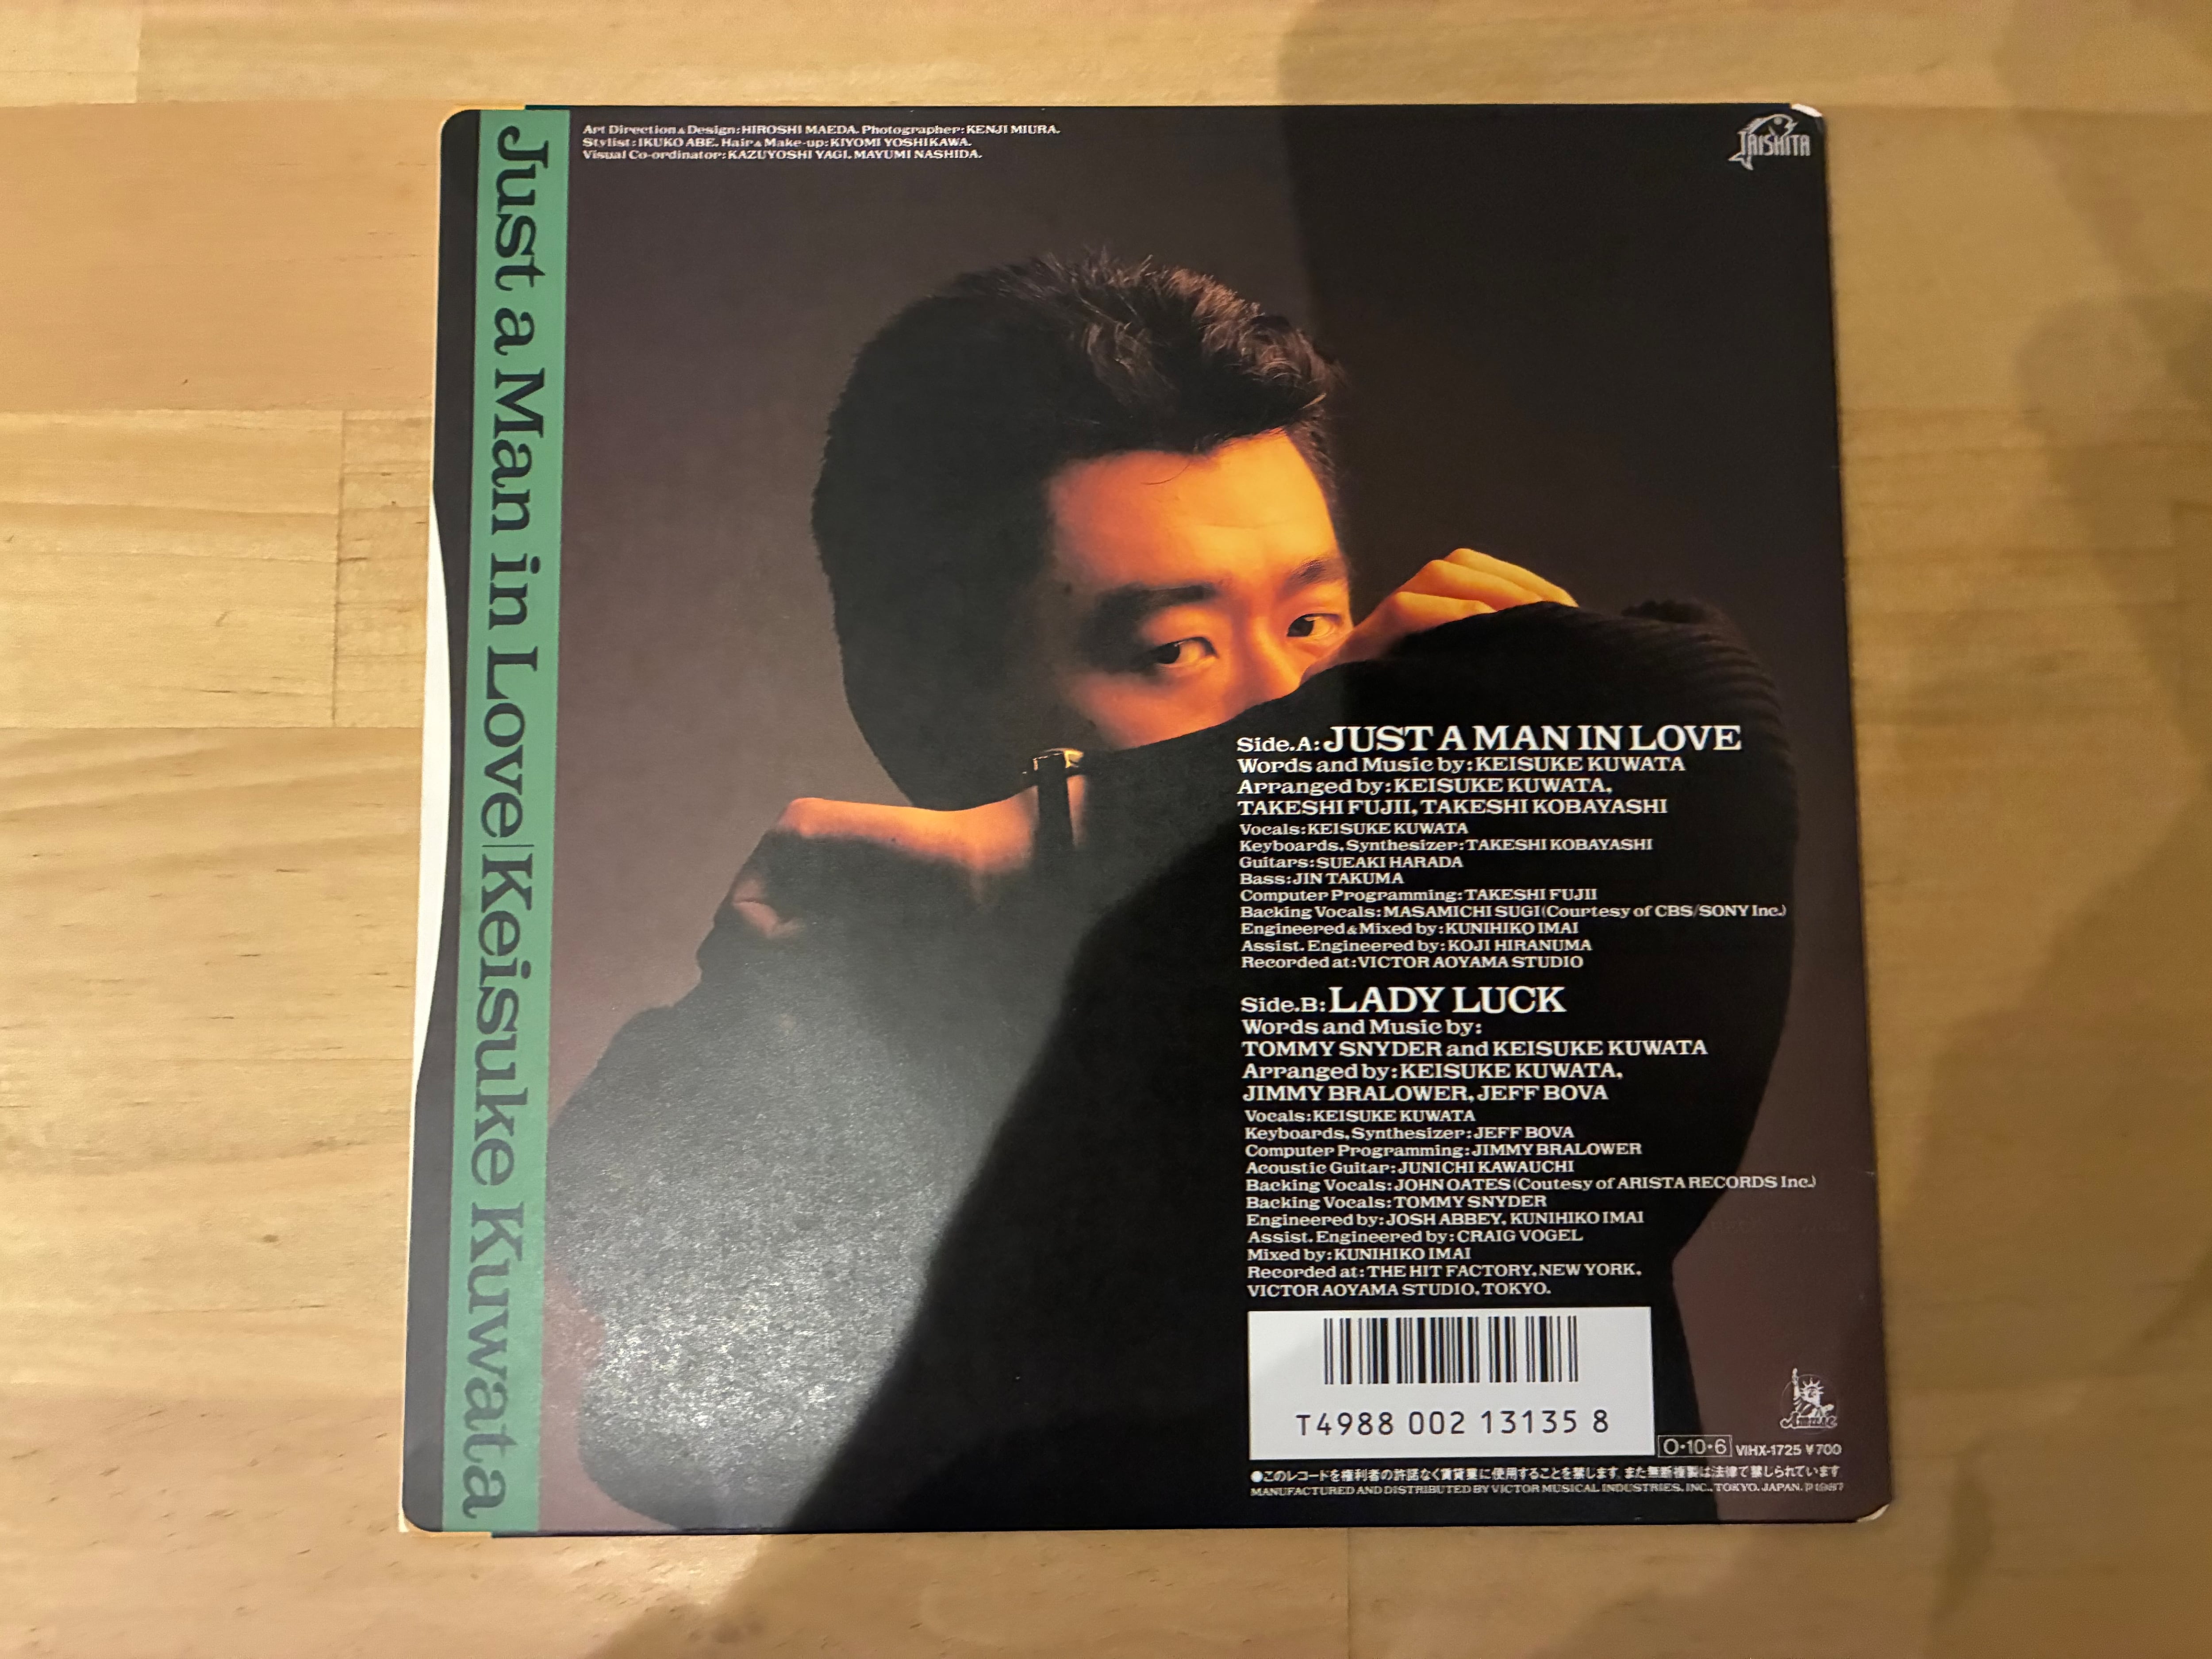 Just a Man in Love|Keisuke Kuwata
Art Direction & Design:HIROSHI MAEDA. Photographer:KENJI MIURA.
Stylist:IKUKO ABE. Hair & Make-up:KIYOMI YOSHIKAWA.
Visual Co-ordinator:KAZUYOSHI YAGI. MAYUMI NASHIDA.
TAISHITA
Side.A:JUST A MAN IN LOVE
Words and Music by:KEISUKE KUWATA
Arranged by:KEISUKE KUWATA,
TAKESHI FUJII, TAKESHI KOBAYASHI
Vocals:KEISUKE KUWATA
Keyboards, Synthesizer:TAKESHI KOBAYASHI
Guitars:SUEAKI HARADA
Bass:JIN TAKUMA
Computer Programming:TAKESHI FUJII
Backing Vocals:MASAMICHI SUGI(Courtesy of CBS/SONY Inc.)
Engineered & Mixed by:KUNIHIKO IMAI
Assist. Engineered by:KOJI HIRANUMA
Recorded at:VICTOR AOYAMA STUDIO
Side.B:LADY LUCK
Words and Music by:
TOMMY SNYDER and KEISUKE KUWATA
Arranged by:KEISUKE KUWATA,
JIMMY BRALOWER, JEFF BOVA
Vocals:KEISUKE KUWATA
Keyboards, Synthesizer:JEFF BOVA
Computer Programming:JIMMY BRALOWER
Acoustic Guitar:JUNICHI KAWAUCHI
Backing Vocals:JOHN OATES(Coutesy of ARISTA RECORDS Inc.)
Backing Vocals:TOMMY SNYDER
Engineered by:JOSH ABBEY, KUNIHIKO IMAI
Assist. Engineered by:CRAIG VOGEL
Mixed by:KUNIHIKO IMAI
Recorded at:THE HIT FACTORY, NEW YORK,
VICTOR AOYAMA STUDIO, TOKYO.
T4988 002 13135 8
Amuse
O・10・6 VIHX-1725 ¥700
●このレコードを権利者の許諾なく賃貸業に使用することを禁じます。また無断複製は法律で禁じられています
MANUFACTURED AND DISTRIBUTED BY VICTOR MUSICAL INDUSTRIES, INC., TOKYO, JAPAN. ℗1987